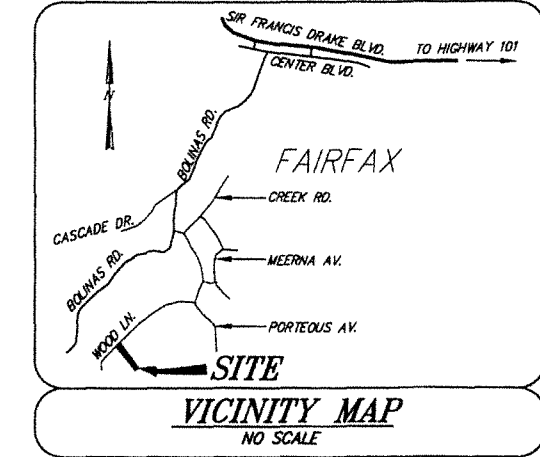 SIR FRANCIS DRAKE BLVD.
TO HIGHWAY 101
CENTER BLVD.
N
BOLINAS RD.
FAIRFAX
CREEK RD.
CASCADE DR.
MEERNA AV.
BOLINAS RD.
PORTEOUS AV.
WOOD LN.
SITE
VICINITY MAP
NO SCALE